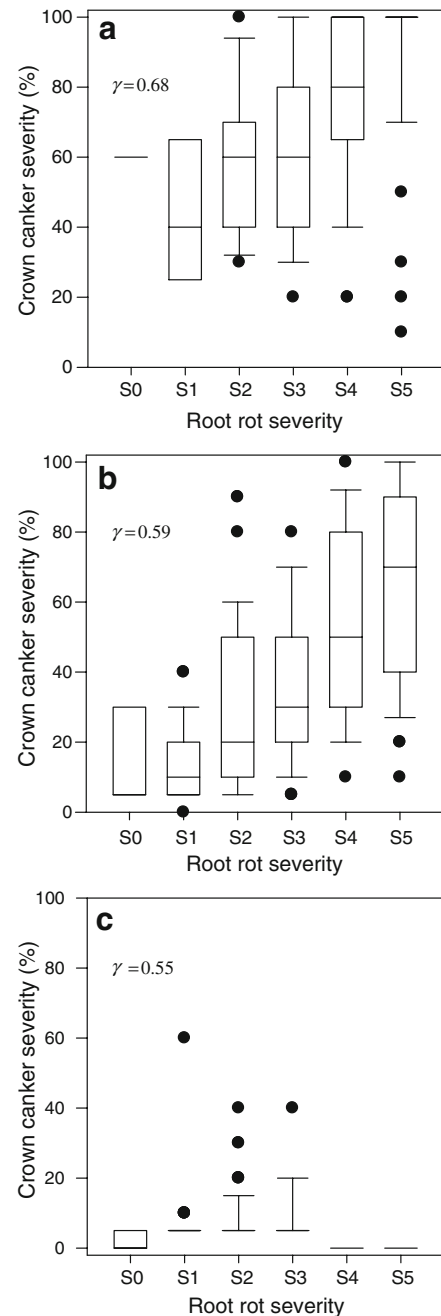 a
γ=0.68
Crown canker severity (%)
100
80
60
40
20
0
S0 S1 S2 S3 S4 S5
Root rot severity
b
γ=0.59
Crown canker severity (%)
100
80
60
40
20
0
S0 S1 S2 S3 S4 S5
Root rot severity
c
γ=0.55
Crown canker severity (%)
100
80
60
40
20
0
S0 S1 S2 S3 S4 S5
Root rot severity